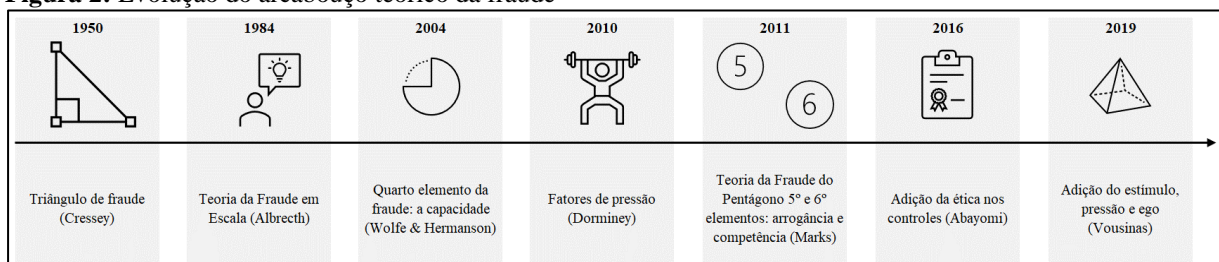 Figura 2: Evolução do arcabouço teórico da fraude
1950
1984
2004
2010
2011
2016
2019
5
6
Triângulo de fraude
(Cressey)
Teoria da Fraude em
Escala (Albrecth)
Quarto elemento da
fraude: a capacidade
(Wolfe & Hermanson)
Fatores de pressão
(Dorminey)
Teoria da Fraude do
Pentágono 5º e 6º
elementos: arrogância e
competência (Marks)
Adição da ética nos
controles (Abayomi)
Adição do estímulo,
pressão e ego
(Vousinas)